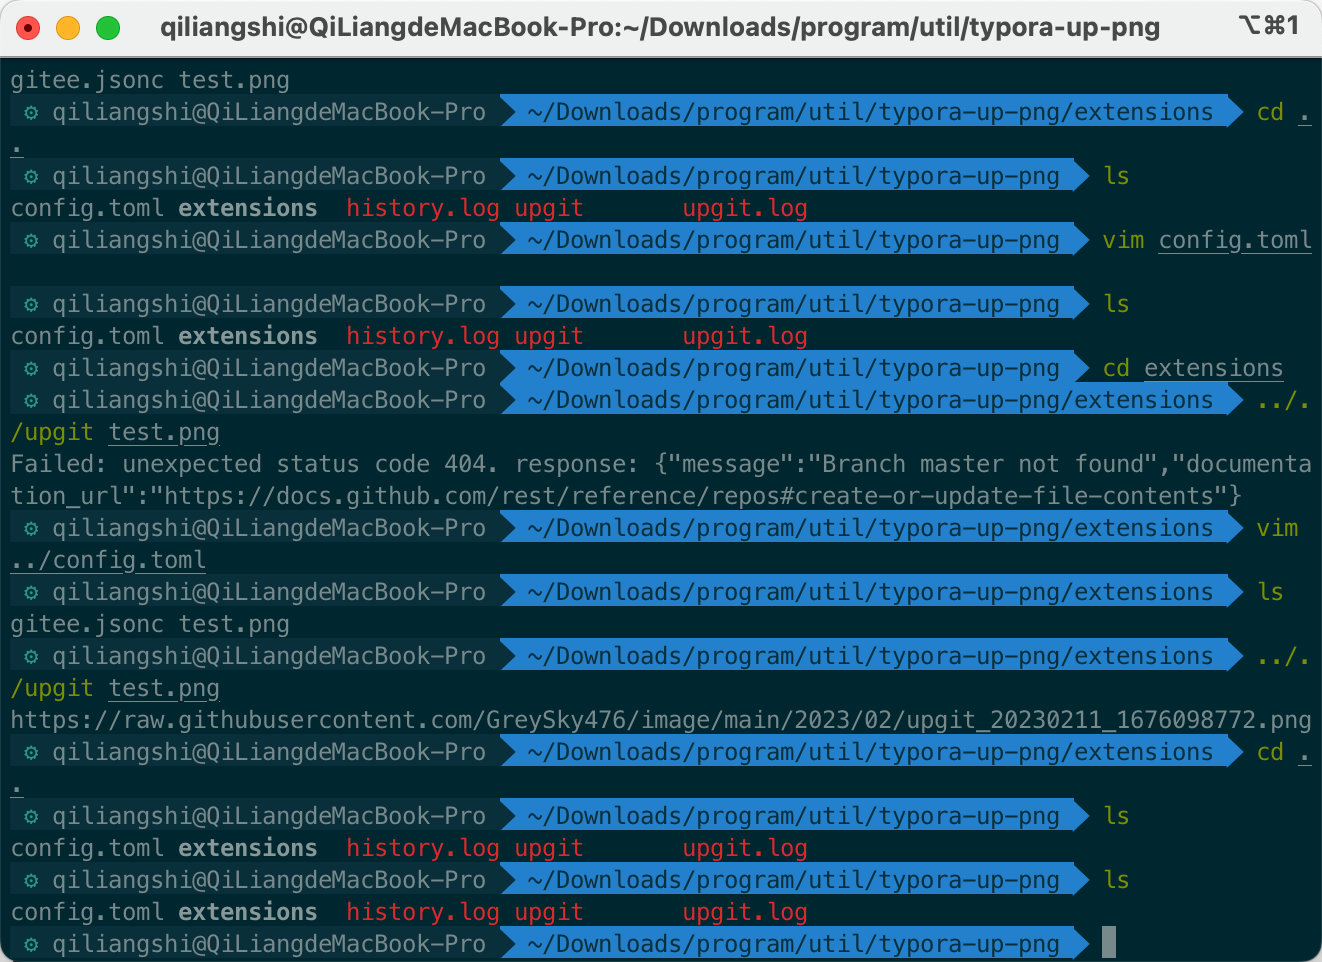 qiliangshi@QiLiangdeMacBook-Pro:~/Downloads/program/util/typora-up-png ⌥⌘1
gitee.jsonc test.png
⚙ qiliangshi@QiLiangdeMacBook-Pro ~/Downloads/program/util/typora-up-png/extensions cd .
.
⚙ qiliangshi@QiLiangdeMacBook-Pro ~/Downloads/program/util/typora-up-png ls
config.toml extensions history.log upgit upgit.log
⚙ qiliangshi@QiLiangdeMacBook-Pro ~/Downloads/program/util/typora-up-png vim config.toml
⚙ qiliangshi@QiLiangdeMacBook-Pro ~/Downloads/program/util/typora-up-png ls
config.toml extensions history.log upgit upgit.log
⚙ qiliangshi@QiLiangdeMacBook-Pro ~/Downloads/program/util/typora-up-png cd extensions
⚙ qiliangshi@QiLiangdeMacBook-Pro ~/Downloads/program/util/typora-up-png/extensions ../.
/upgit test.png
Failed: unexpected status code 404. response: {"message":"Branch master not found","documenta
tion_url":"https://docs.github.com/rest/reference/repos#create-or-update-file-contents"}
⚙ qiliangshi@QiLiangdeMacBook-Pro ~/Downloads/program/util/typora-up-png/extensions vim
../config.toml
⚙ qiliangshi@QiLiangdeMacBook-Pro ~/Downloads/program/util/typora-up-png/extensions ls
gitee.jsonc test.png
⚙ qiliangshi@QiLiangdeMacBook-Pro ~/Downloads/program/util/typora-up-png/extensions ../.
/upgit test.png
https://raw.githubusercontent.com/GreySky476/image/main/2023/02/upgit_20230211_1676098772.png
⚙ qiliangshi@QiLiangdeMacBook-Pro ~/Downloads/program/util/typora-up-png/extensions cd .
.
⚙ qiliangshi@QiLiangdeMacBook-Pro ~/Downloads/program/util/typora-up-png ls
config.toml extensions history.log upgit upgit.log
⚙ qiliangshi@QiLiangdeMacBook-Pro ~/Downloads/program/util/typora-up-png ls
config.toml extensions history.log upgit upgit.log
⚙ qiliangshi@QiLiangdeMacBook-Pro ~/Downloads/program/util/typora-up-png